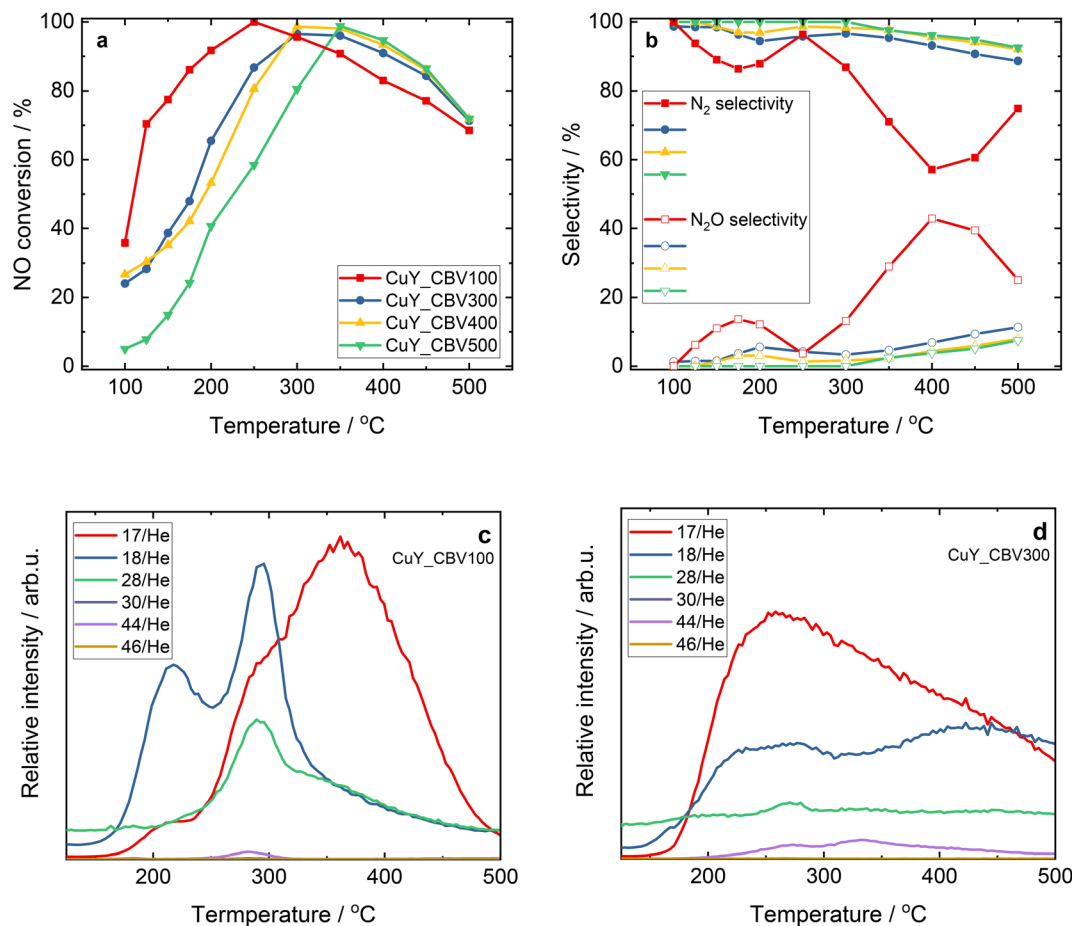 a
NO conversion / %
100
80
60
40
20
0
CuY_CBV100
CuY_CBV300
CuY_CBV400
CuY_CBV500
100 200 300 400 500
Temperature / °C
b
Selectivity / %
100
80
60
40
20
0
N₂ selectivity
N₂O selectivity
100 200 300 400 500
Temperature / °C
c
CuY_CBV100
Relative intensity / arb.u.
17/He
18/He
28/He
30/He
44/He
46/He
200 300 400 500
Termperature / °C
d
CuY_CBV300
Relative intensity / arb.u.
17/He
18/He
28/He
30/He
44/He
46/He
200 300 400 500
Temperature / °C